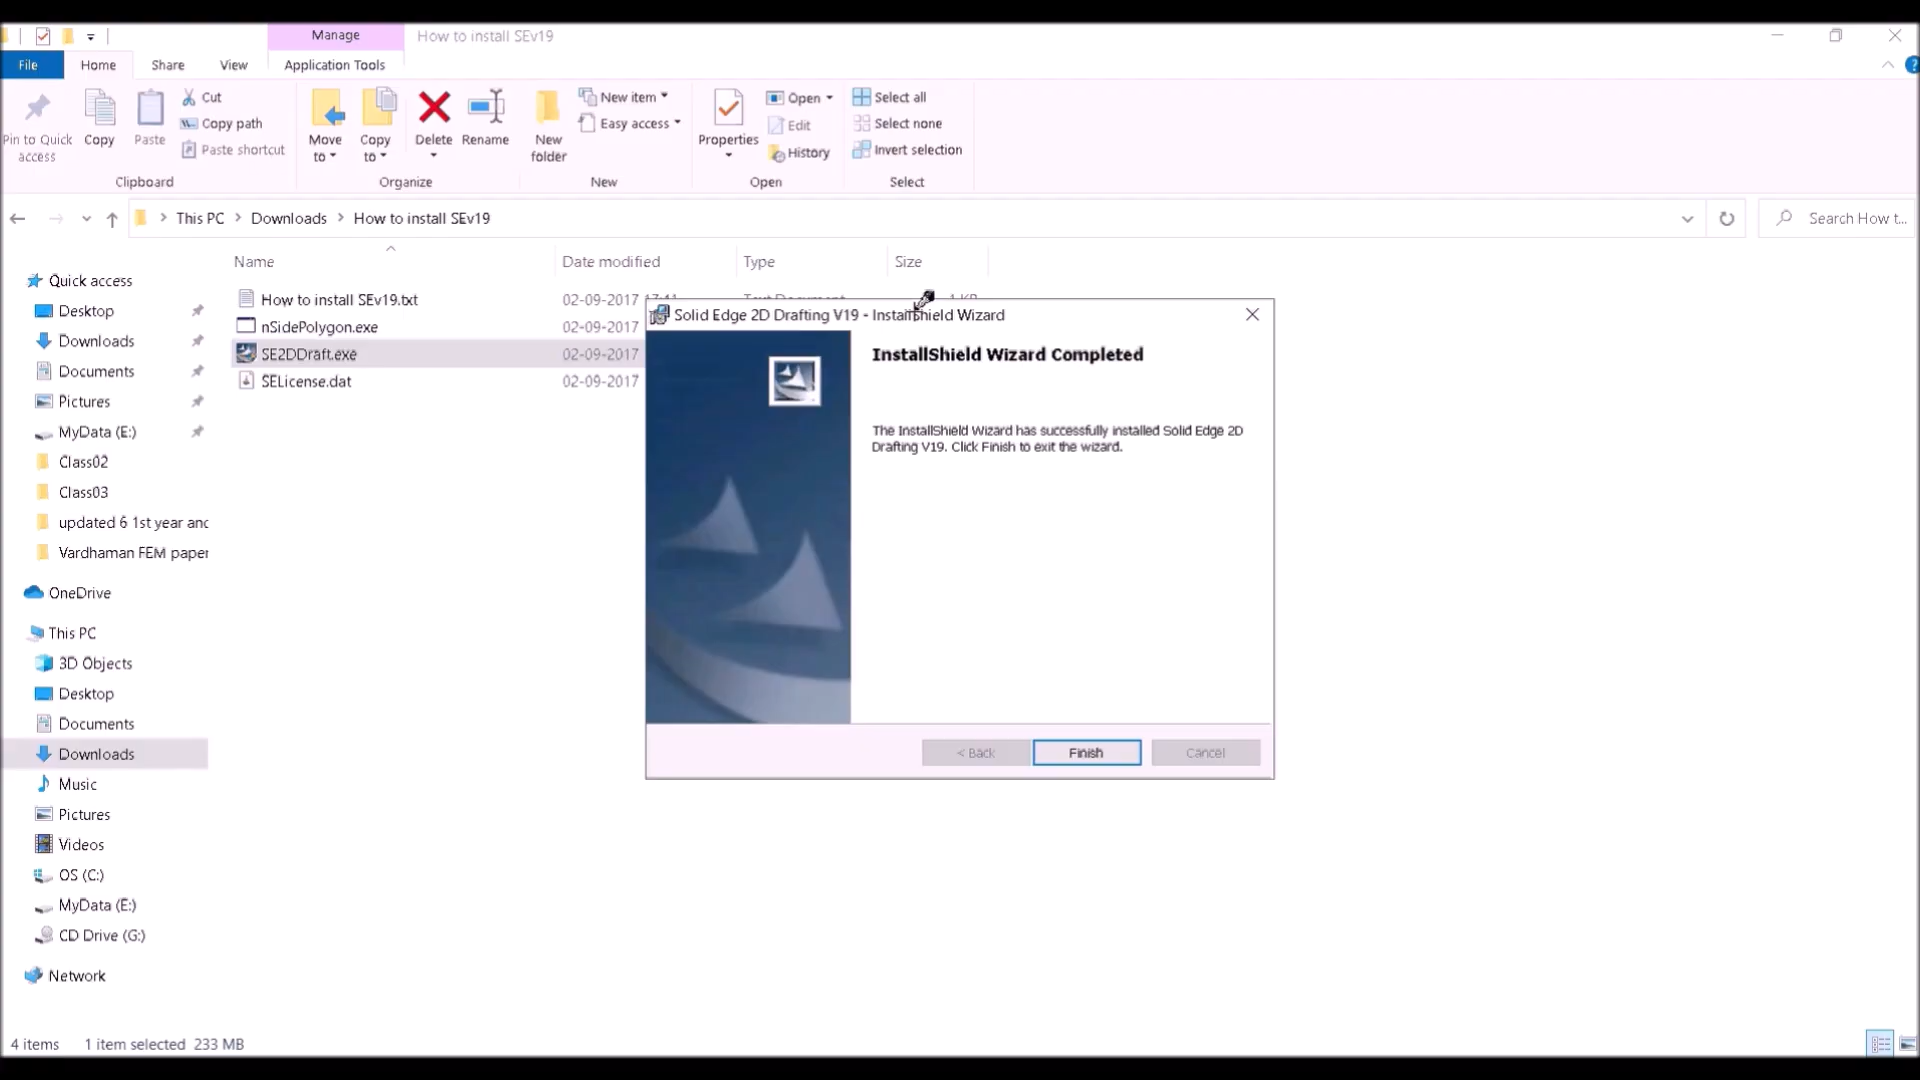 Manage
How to install SEv19
File
Home
Share
View
Application Tools
Pin to Quick
access
Copy
Paste
Cut
Copy path
Paste shortcut
Clipboard
Move
to
Copy
to
Delete
Rename
Organize
New
folder
New item
Easy access
New
Properties
Open
Edit
History
Open
Select all
Select none
Invert selection
Select
This PC
Downloads
How to install SEv19
Search How t...
Name
Date modified
Type
Size
How to install SEv19.txt
02-09-2017 17:41
Text Document
1 KB
nSidePolygon.exe
02-09-2017
SE2DDraft.exe
02-09-2017
SELicense.dat
02-09-2017
Quick access
Desktop
Downloads
Documents
Pictures
MyData (E:)
Class02
Class03
updated 6 1st year and
Vardhaman FEM paper
OneDrive
This PC
3D Objects
Desktop
Documents
Downloads
Music
Pictures
Videos
OS (C:)
MyData (E:)
CD Drive (G:)
Network
Solid Edge 2D Drafting V19 - InstallShield Wizard
InstallShield Wizard Completed
The InstallShield Wizard has successfully installed Solid Edge 2D
Drafting V19. Click Finish to exit the wizard.
< Back
Finish
Cancel
4 items
1 item selected 233 MB